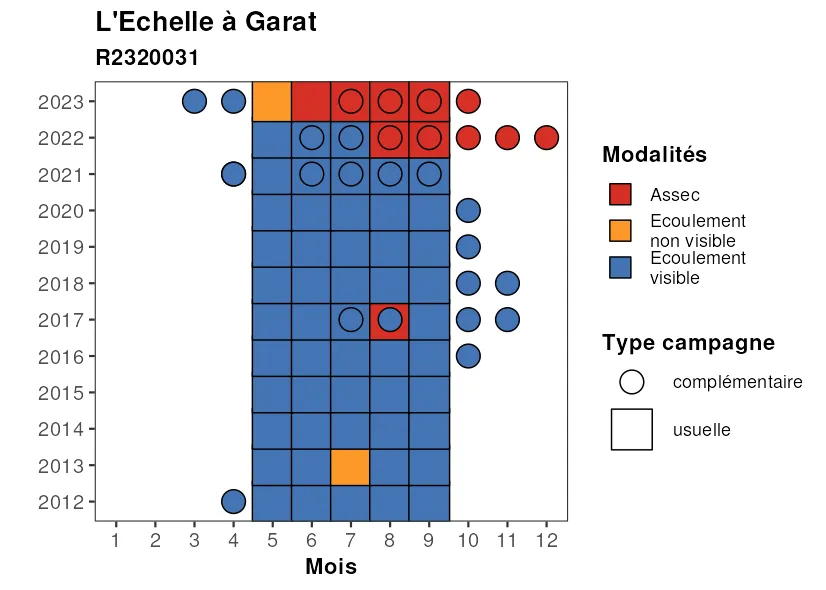 L'Echelle à Garat
R2320031
2023
2022
2021
2020
2019
2018
2017
2016
2015
2014
2013
2012
1 2 3 4 5 6 7 8 9 10 11 12
Mois
Modalités
Assec
Ecoulement
non visible
Ecoulement
visible
Type campagne
complémentaire
usuelle